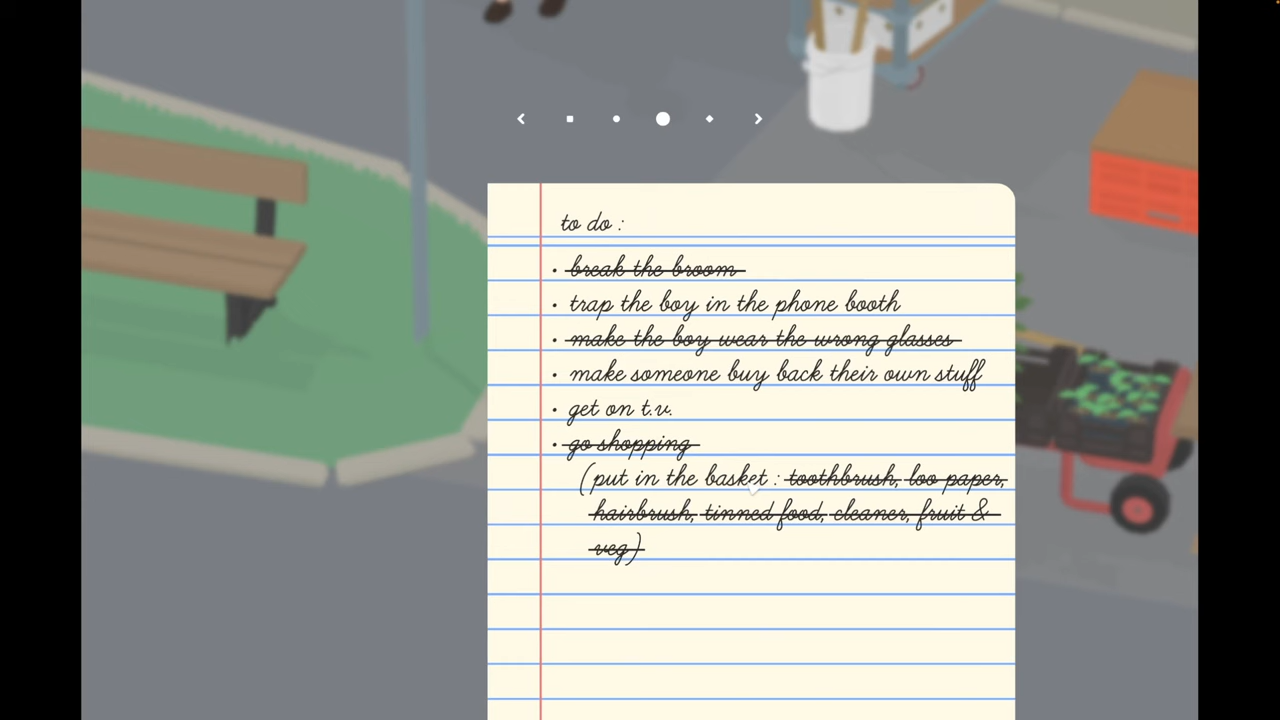 to do :
• break the broom
• trap the boy in the phone booth
• make the boy wear the wrong glasses
• make someone buy back their own stuff
• get on t.v.
• go shopping
(put in the basket : toothbrush, loo paper,
hairbrush, tinned food, cleaner, fruit &
veg)